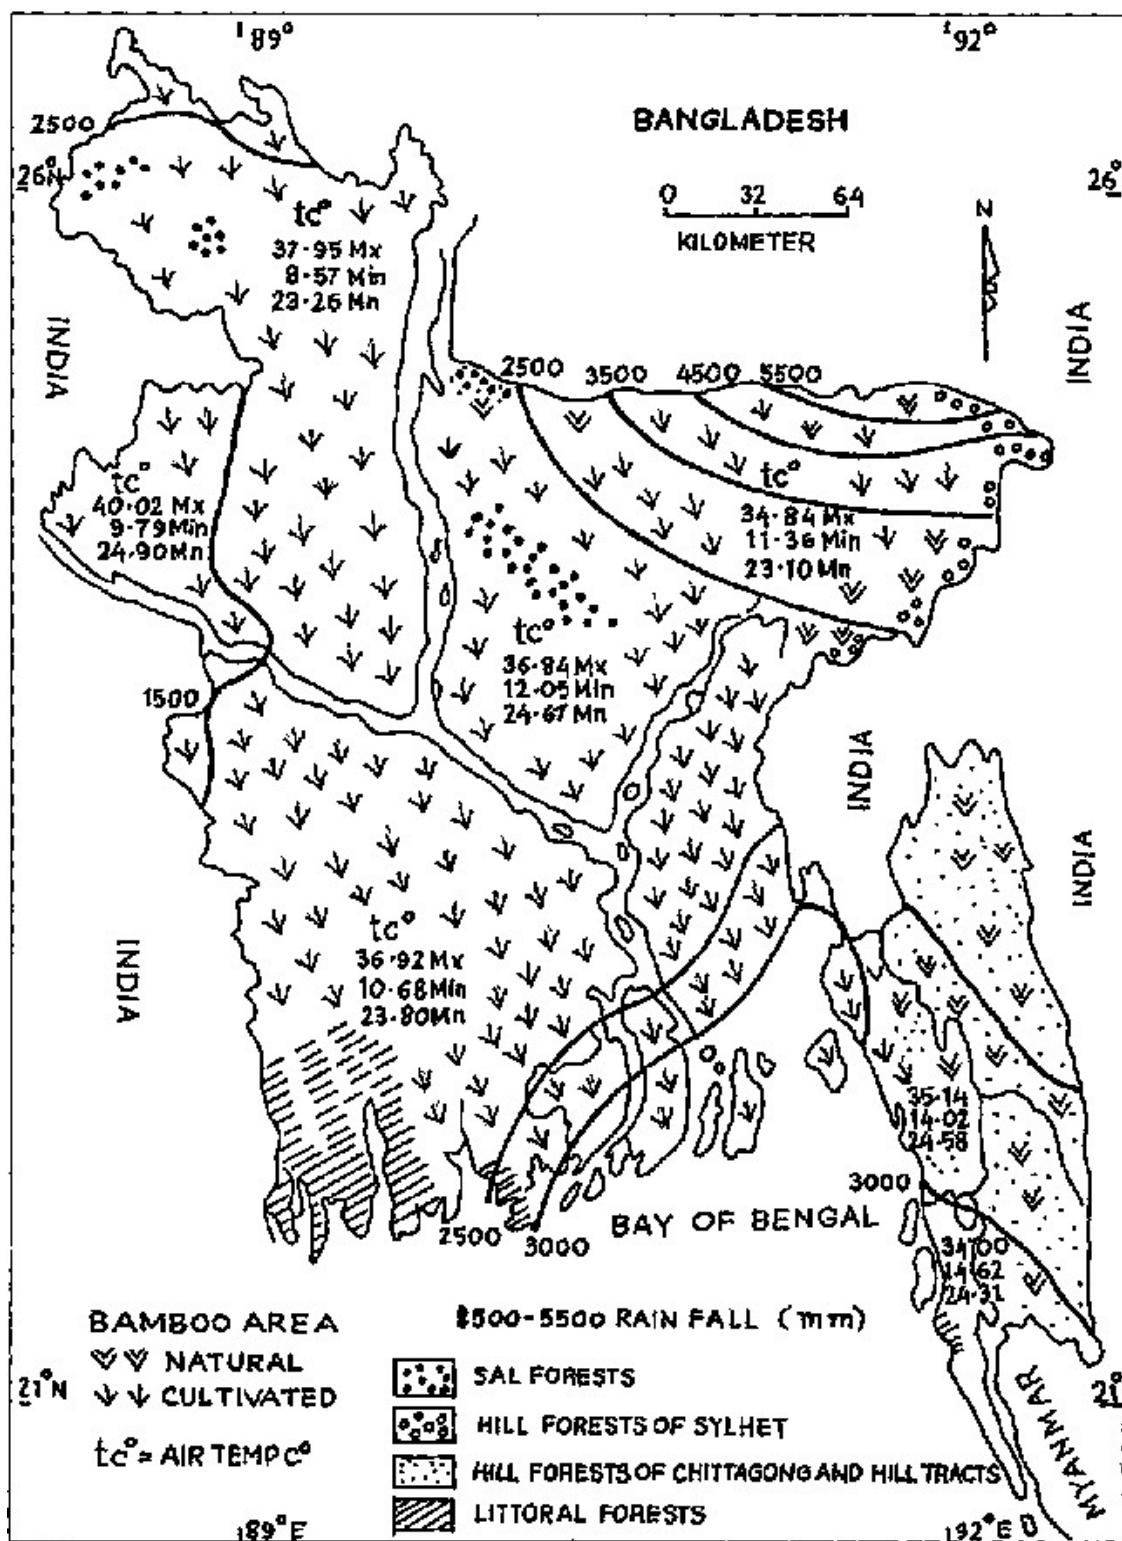 89° 92°
BANGLADESH
2500
26°N 26°
0 32 64
KILOMETER
N
tc°
37.95 Mx
8.57 Min
23.26 Mn
INDIA
INDIA
2500 3500 4500 5500
tc°
40.02 Mx
9.79 Min
24.90 Mn
tc°
34.84 Mx
11.36 Min
23.10 Mn
tc°
36.84 Mx
12.05 Min
24.67 Mn
1500
INDIA
INDIA
tc°
36.92 Mx
10.68 Min
23.80 Mn
INDIA
35.14
14.02
24.58
3000
2500 3000
BAY OF BENGAL
14.62
24.31
BAMBOO AREA
NATURAL
CULTIVATED
tc° = AIR TEMP C°
RAIN FALL (mm)
SAL FORESTS
HILL FORESTS OF SYLHET
HILL FORESTS OF CHITTAGONG AND HILL TRACTS
LITTORAL FORESTS
21°N 21°
MYANMAR
89°E 92°E